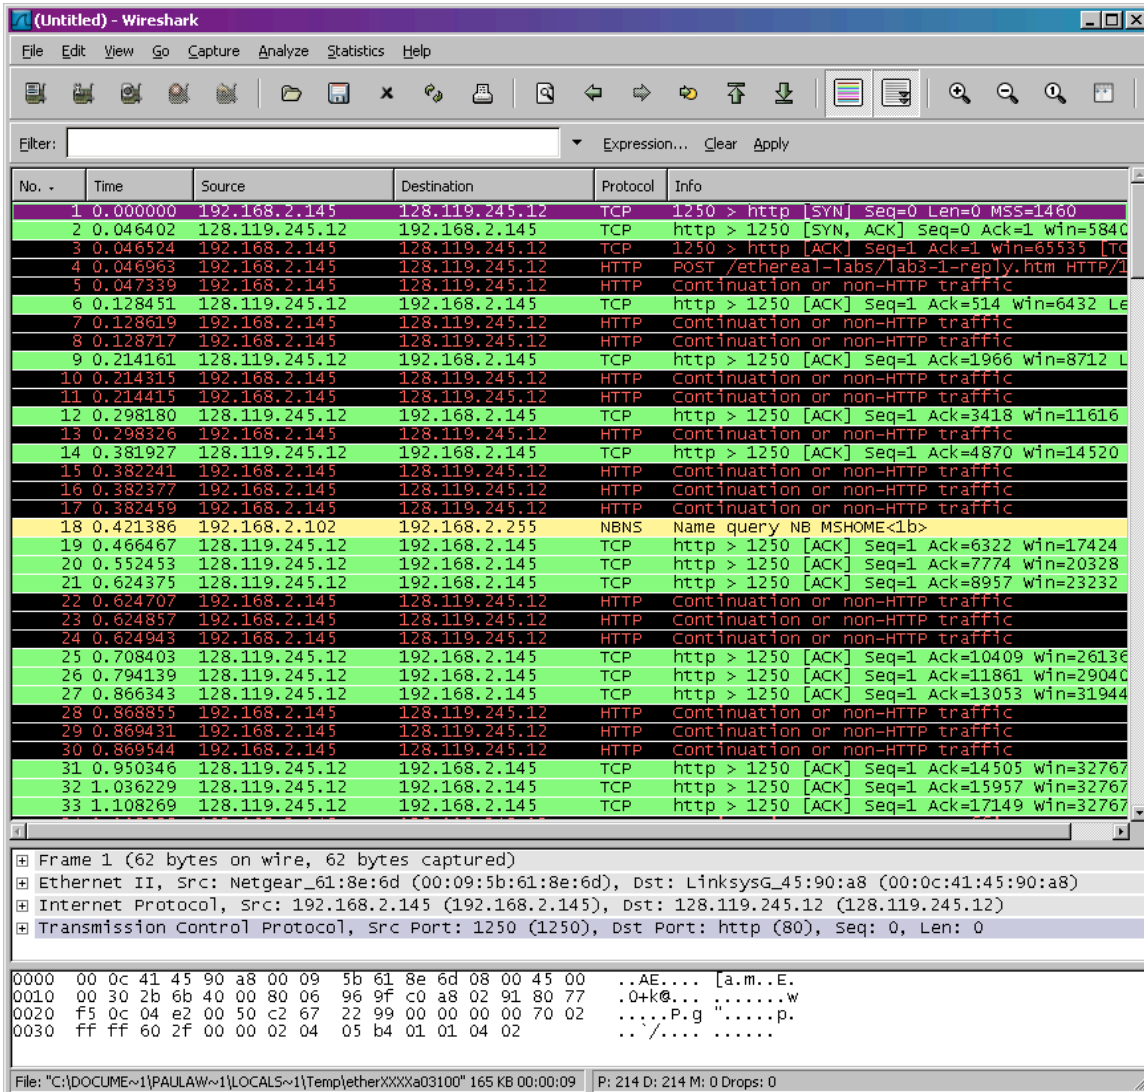 (Untitled) - Wireshark
File Edit View Go Capture Analyze Statistics Help
Filter: Expression... Clear Apply
No. Time Source Destination Protocol Info
1 0.000000 192.168.2.145 128.119.245.12 TCP 1250 > http [SYN] Seq=0 Len=0 MSS=1460
2 0.046402 128.119.245.12 192.168.2.145 TCP http > 1250 [SYN, ACK] Seq=0 Ack=1 Win=5840
3 0.046524 192.168.2.145 128.119.245.12 TCP 1250 > http [ACK] Seq=1 Ack=1 Win=65535 [TC
4 0.046963 192.168.2.145 128.119.245.12 HTTP POST /ethereal-labs/lab3-1-reply.htm HTTP/1
5 0.047339 192.168.2.145 128.119.245.12 HTTP Continuation or non-HTTP traffic
6 0.128451 128.119.245.12 192.168.2.145 TCP http > 1250 [ACK] Seq=1 Ack=514 Win=6432 Le
7 0.128619 192.168.2.145 128.119.245.12 HTTP Continuation or non-HTTP traffic
8 0.128717 192.168.2.145 128.119.245.12 HTTP Continuation or non-HTTP traffic
9 0.214161 128.119.245.12 192.168.2.145 TCP http > 1250 [ACK] Seq=1 Ack=1966 Win=8712 L
10 0.214315 192.168.2.145 128.119.245.12 HTTP Continuation or non-HTTP traffic
11 0.214415 192.168.2.145 128.119.245.12 HTTP Continuation or non-HTTP traffic
12 0.298180 128.119.245.12 192.168.2.145 TCP http > 1250 [ACK] Seq=1 Ack=3418 Win=11616
13 0.298326 192.168.2.145 128.119.245.12 HTTP Continuation or non-HTTP traffic
14 0.381927 128.119.245.12 192.168.2.145 TCP http > 1250 [ACK] Seq=1 Ack=4870 Win=14520
15 0.382241 192.168.2.145 128.119.245.12 HTTP Continuation or non-HTTP traffic
16 0.382377 192.168.2.145 128.119.245.12 HTTP Continuation or non-HTTP traffic
17 0.382459 192.168.2.145 128.119.245.12 HTTP Continuation or non-HTTP traffic
18 0.421386 192.168.2.102 192.168.2.255 NBNS Name query NB MSHOME<1b>
19 0.466467 128.119.245.12 192.168.2.145 TCP http > 1250 [ACK] Seq=1 Ack=6322 Win=17424
20 0.552453 128.119.245.12 192.168.2.145 TCP http > 1250 [ACK] Seq=1 Ack=7774 Win=20328
21 0.624375 128.119.245.12 192.168.2.145 TCP http > 1250 [ACK] Seq=1 Ack=8957 Win=23232
22 0.624707 192.168.2.145 128.119.245.12 HTTP Continuation or non-HTTP traffic
23 0.624857 192.168.2.145 128.119.245.12 HTTP Continuation or non-HTTP traffic
24 0.624943 192.168.2.145 128.119.245.12 HTTP Continuation or non-HTTP traffic
25 0.708403 128.119.245.12 192.168.2.145 TCP http > 1250 [ACK] Seq=1 Ack=10409 Win=26136
26 0.794139 128.119.245.12 192.168.2.145 TCP http > 1250 [ACK] Seq=1 Ack=11861 Win=29040
27 0.866343 128.119.245.12 192.168.2.145 TCP http > 1250 [ACK] Seq=1 Ack=13053 Win=31944
28 0.868855 192.168.2.145 128.119.245.12 HTTP Continuation or non-HTTP traffic
29 0.869431 192.168.2.145 128.119.245.12 HTTP Continuation or non-HTTP traffic
30 0.869544 192.168.2.145 128.119.245.12 HTTP Continuation or non-HTTP traffic
31 0.950346 128.119.245.12 192.168.2.145 TCP http > 1250 [ACK] Seq=1 Ack=14505 Win=32767
32 1.036229 128.119.245.12 192.168.2.145 TCP http > 1250 [ACK] Seq=1 Ack=15957 Win=32767
33 1.108269 128.119.245.12 192.168.2.145 TCP http > 1250 [ACK] Seq=1 Ack=17149 Win=32767
Frame 1 (62 bytes on wire, 62 bytes captured)
Ethernet II, Src: Netgear_61:8e:6d (00:09:5b:61:8e:6d), Dst: LinksysG_45:90:a8 (00:0c:41:45:90:a8)
Internet Protocol, Src: 192.168.2.145 (192.168.2.145), Dst: 128.119.245.12 (128.119.245.12)
Transmission Control Protocol, Src Port: 1250 (1250), Dst Port: http (80), Seq: 0, Len: 0
0000 00 0c 41 45 90 a8 00 09 5b 61 8e 6d 08 00 45 00 ..AE.... [a.m..E.
0010 00 30 2b 6b 40 00 80 06 96 9f c0 a8 02 91 80 77 .0+k@... .......w
0020 f5 0c 04 e2 00 50 c2 67 22 99 00 00 00 00 70 02 .....P.g ".....p.
0030 ff ff 60 2f 00 00 02 04 05 b4 01 01 04 02 ..`/.... ......
File: "C:\DOCUME~1\PAULAW~1\LOCALS~1\Temp\etherXXXXa03100" 165 KB 00:00:09 P: 214 D: 214 M: 0 Drops: 0